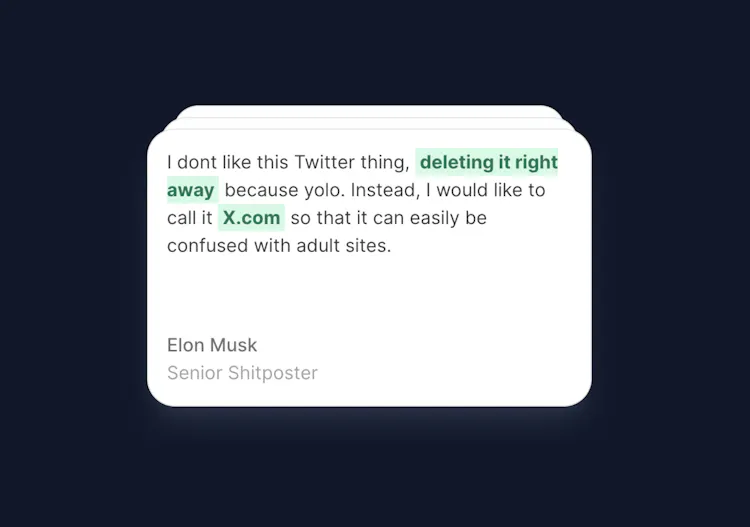 I dont like this Twitter thing, deleting it right
away because yolo. Instead, I would like to
call it X.com so that it can easily be
confused with adult sites.
Elon Musk
Senior Shitposter